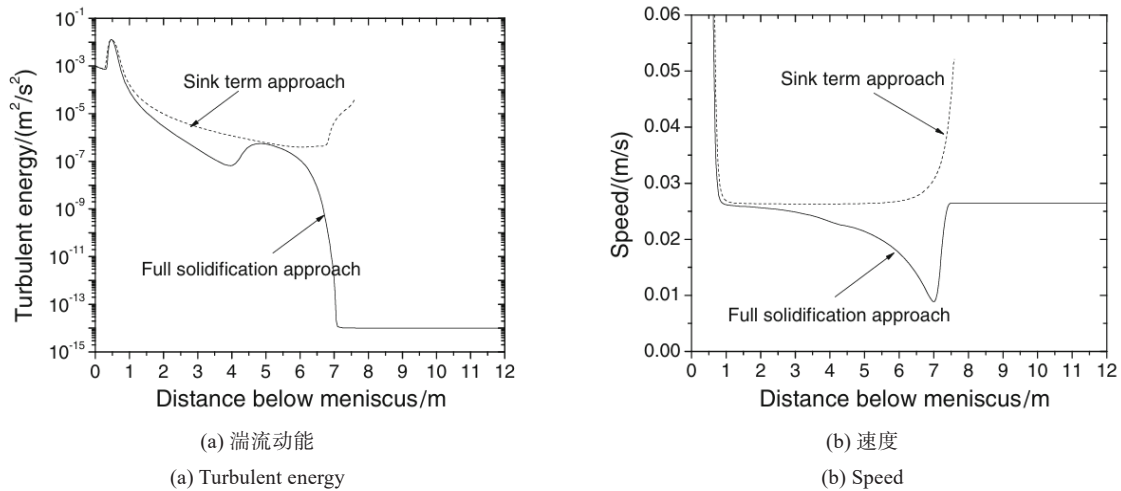 Turbulent energy/(m²/s²)
10⁻¹
10⁻³
10⁻⁵
10⁻⁷
10⁻⁹
10⁻¹¹
10⁻¹³
10⁻¹⁵
Sink term approach
Full solidification approach
0 1 2 3 4 5 6 7 8 9 10 11 12
Distance below meniscus/m
(a) 湍流动能
(a) Turbulent energy
Speed/(m/s)
0.06
0.05
0.04
0.03
0.02
0.01
0.00
Sink term approach
Full solidification approach
0 1 2 3 4 5 6 7 8 9 10 11 12
Distance below meniscus/m
(b) 速度
(b) Speed